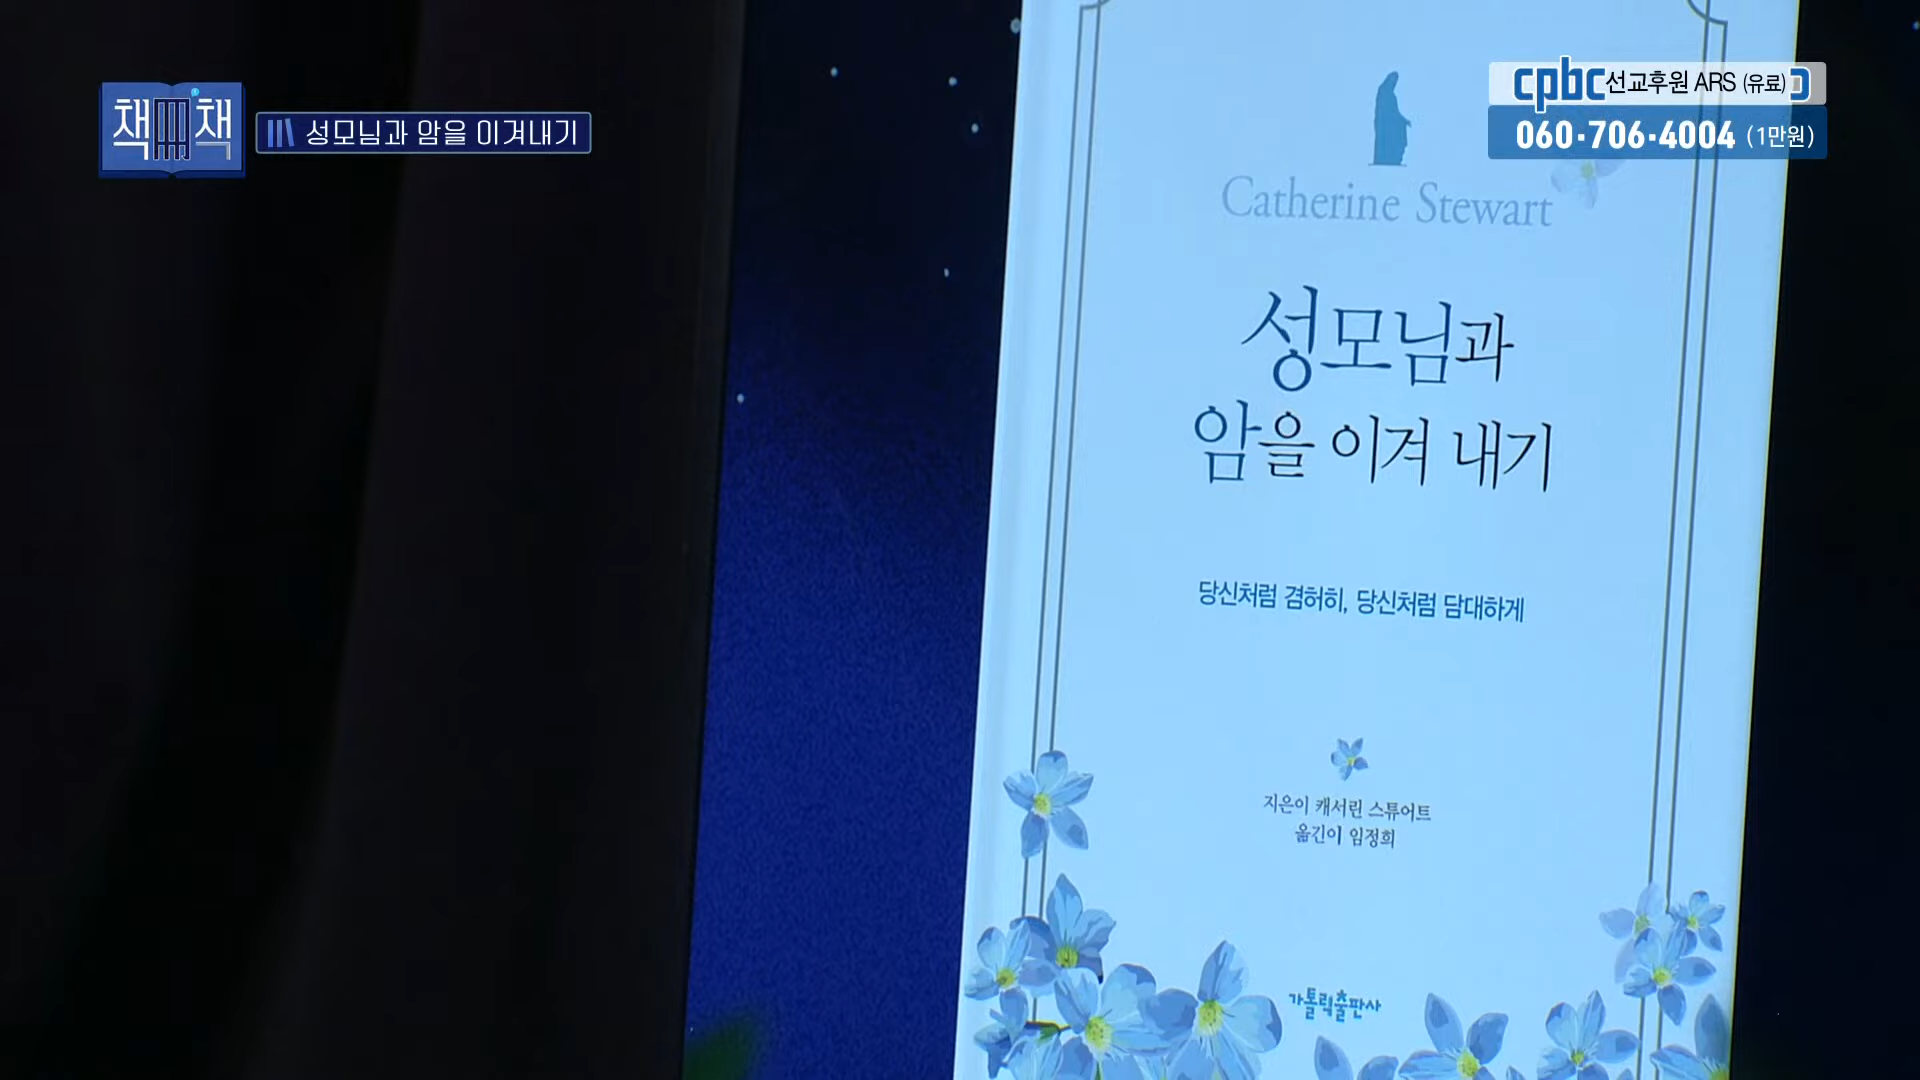 책冊책
성모님과 암을 이겨내기
cpbc 선교후원 ARS (유료)
060·706·4004 (1만원)
Catherine Stewart
성모님과
암을 이겨 내기
당신처럼 겸허히, 당신처럼 담대하게
지은이 캐서린 스튜어트
옮긴이 임정희
가톨릭출판사